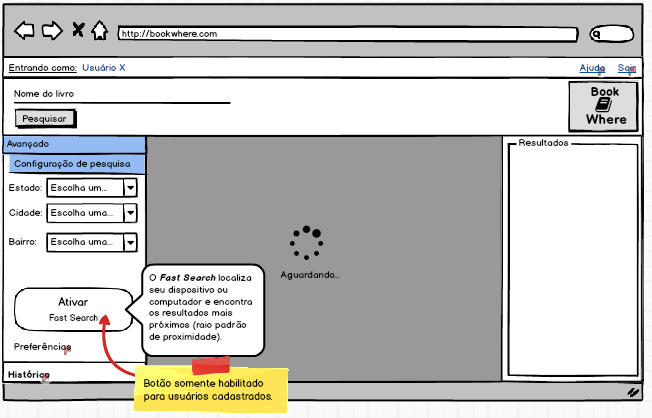 http://bookwhere.com
Entrando como: Usuário X
Ajuda Sair
Nome do livro
Pesquisar
Book
Where
Avançado
Configuração de pesquisa
Estado: Escolha um...
Cidade: Escolha uma...
Bairro: Escolha uma...
Ativar
Fast Search
Preferências
Histórico
Aguardando...
O Fast Search localiza
seu dispositivo ou
computador e encontra
os resultados mais
próximos (raio padrão
de proximidade).
Botão somente habilitado
para usuários cadastrados.
Resultados